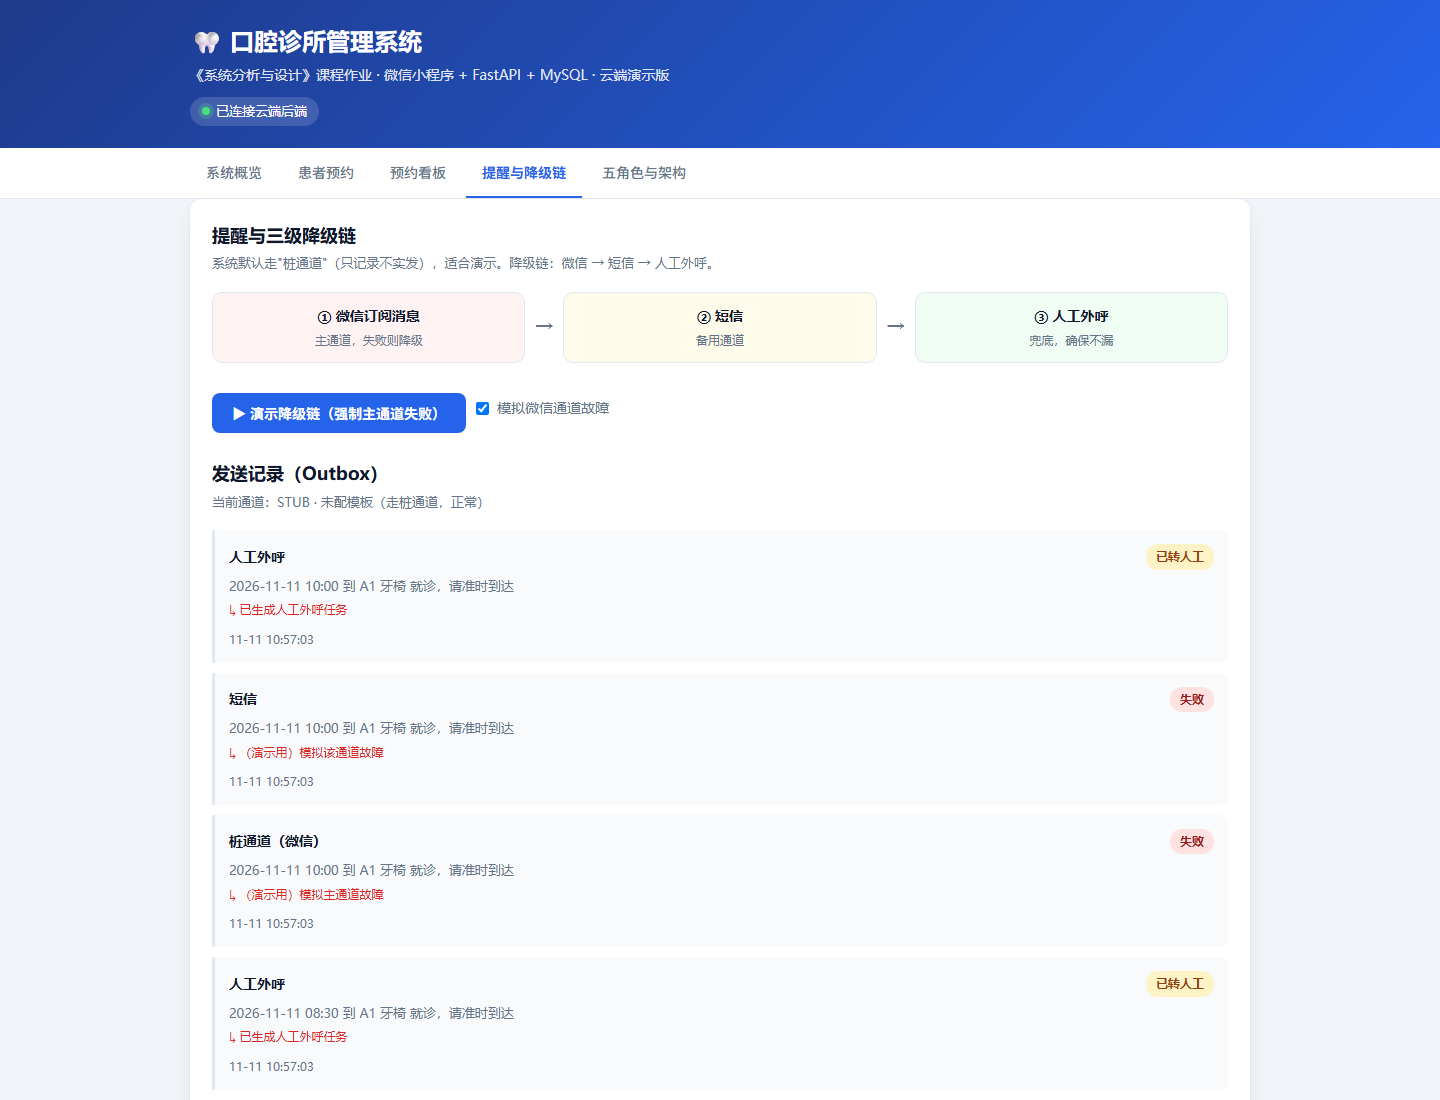 口腔诊所管理系统
《系统分析与设计》课程作业 · 微信小程序 + FastAPI + MySQL · 云端演示版
已连接云端后端
系统概览 患者预约 预约看板 提醒与降级链 五角色与架构
提醒与三级降级链
系统默认走"桩通道"（只记录不实发），适合演示。降级链：微信 → 短信 → 人工外呼。
① 微信订阅消息
主通道，失败则降级
→
② 短信
备用通道
→
③ 人工外呼
兜底，确保不漏
▶ 演示降级链（强制主通道失败） 模拟微信通道故障
发送记录（Outbox）
当前通道：STUB · 未配模板（走桩通道，正常）
人工外呼 已转人工
2026-11-11 10:00 到 A1 牙椅 就诊，请准时到达
↳ 已生成人工外呼任务
11-11 10:57:03
短信 失败
2026-11-11 10:00 到 A1 牙椅 就诊，请准时到达
↳ （演示用）模拟该通道故障
11-11 10:57:03
桩通道（微信） 失败
2026-11-11 10:00 到 A1 牙椅 就诊，请准时到达
↳ （演示用）模拟主通道故障
11-11 10:57:03
人工外呼 已转人工
2026-11-11 08:30 到 A1 牙椅 就诊，请准时到达
↳ 已生成人工外呼任务
11-11 10:57:03